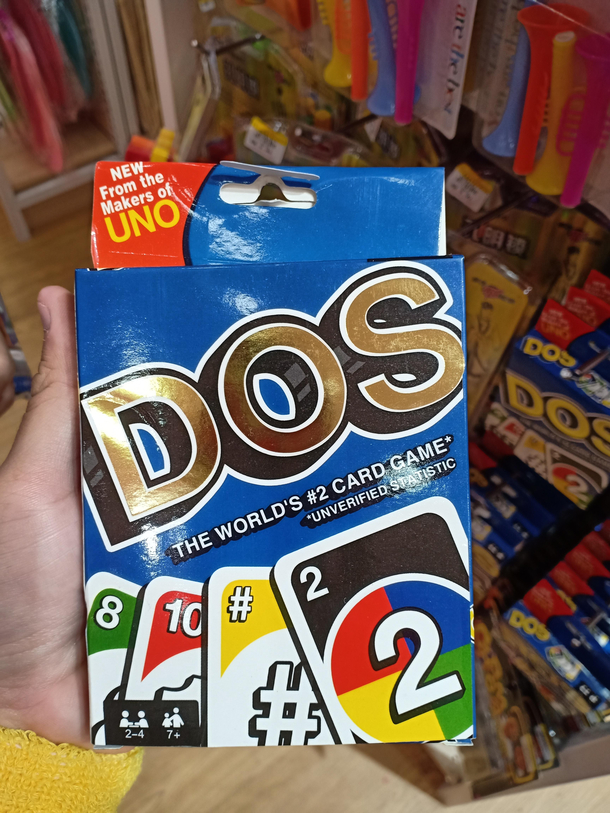 NEW
From the
Makers of
UNO
DOS
THE WORLD'S #2 CARD GAME*
*UNVERIFIED STATISTIC
8
10
#
2
#
2
2–4
7+
DOS
DOS
DOS